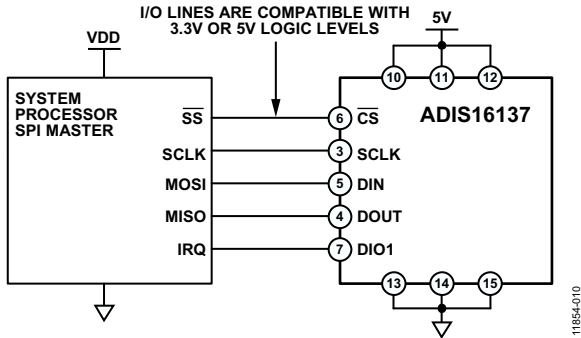 I/O LINES ARE COMPATIBLE WITH
3.3V OR 5V LOGIC LEVELS
VDD
5V
10 11 12
SYSTEM
PROCESSOR
SPI MASTER
ADIS16137
SS 6 CS
SCLK 3 SCLK
MOSI 5 DIN
MISO 4 DOUT
IRQ 7 DIO1
13 14 15
11854-010